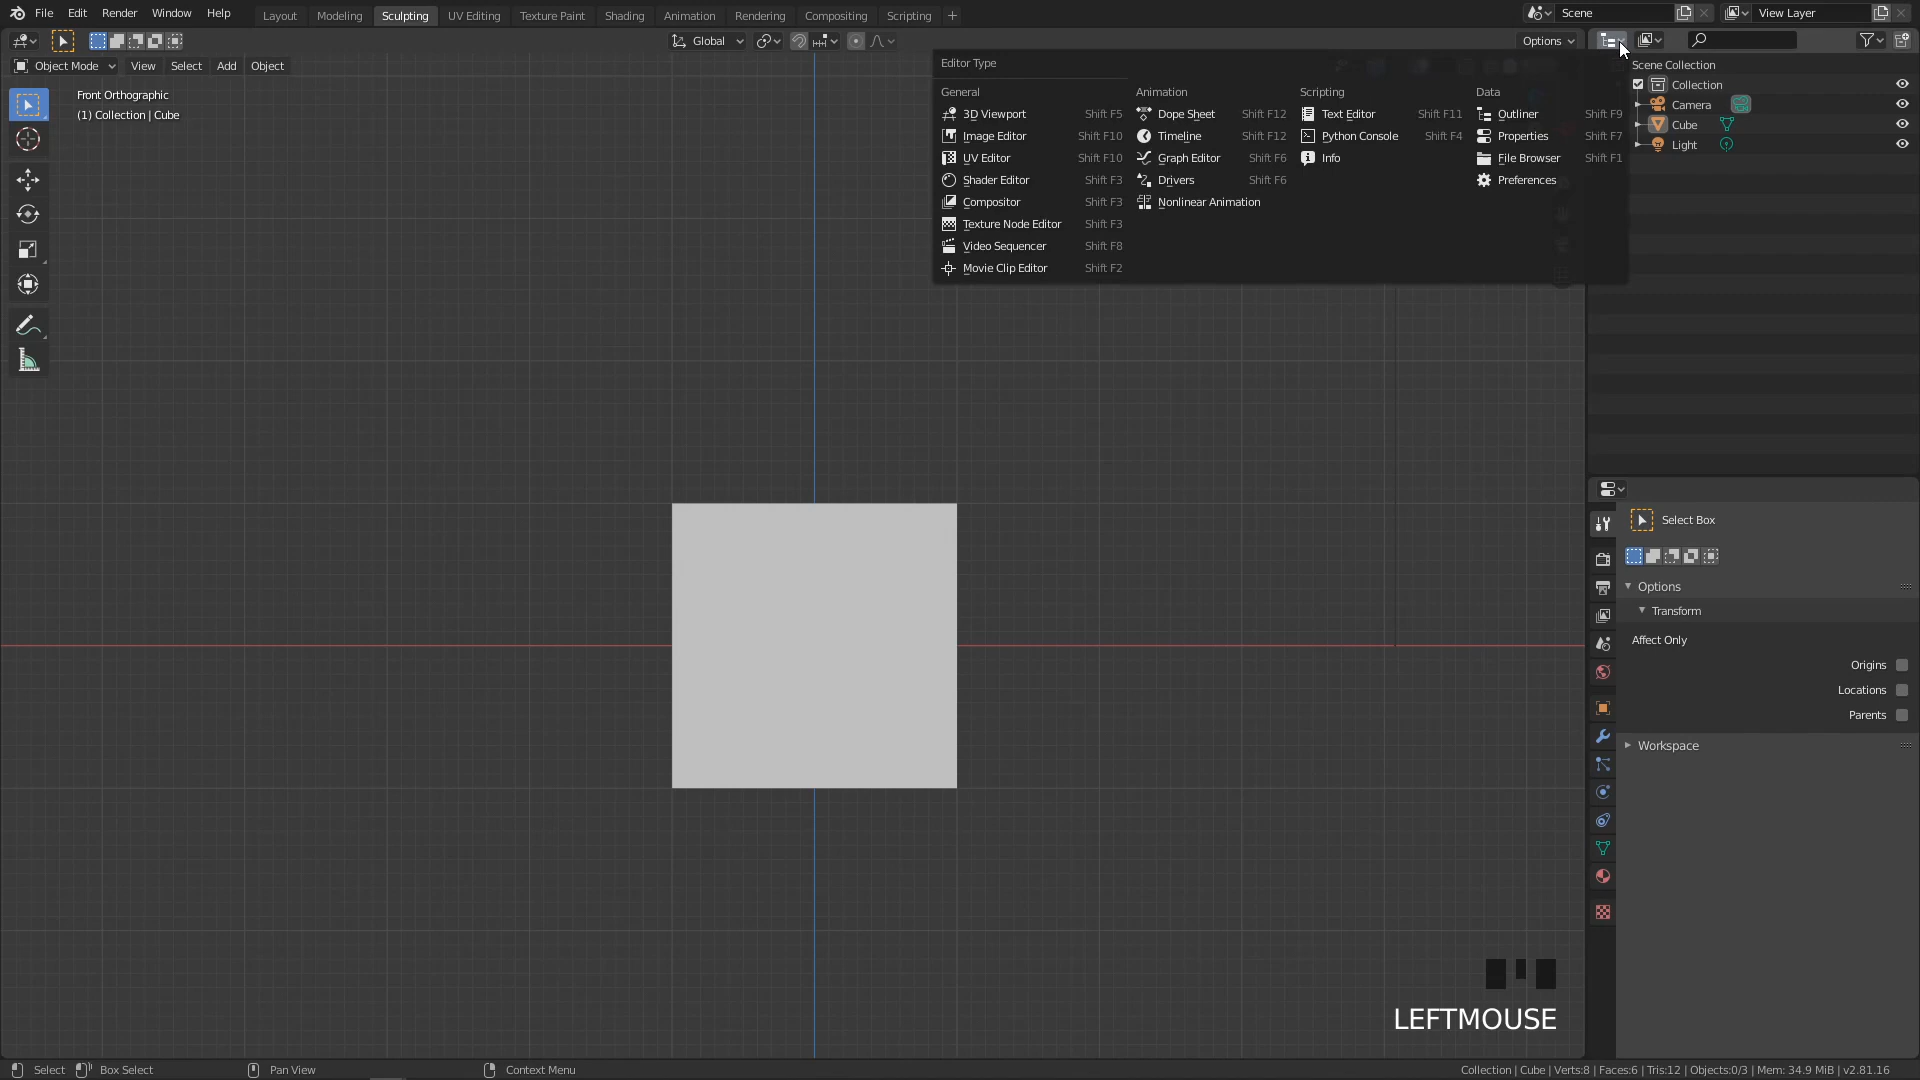 File Edit Render Window Help Layout Modeling Sculpting UV Editing Texture Paint Shading Animation Rendering Compositing Scripting + Scene View Layer
Global Options
Object Mode View Select Add Object
Front Orthographic
(1) Collection | Cube
Editor Type
General Animation Scripting Data
3D Viewport Shift F5 Dope Sheet Shift F12 Text Editor Shift F11 Outliner Shift F9
Image Editor Shift F10 Timeline Shift F12 Python Console Shift F4 Properties Shift F7
UV Editor Shift F10 Graph Editor Shift F6 Info File Browser Shift F1
Shader Editor Shift F3 Drivers Shift F6 Preferences
Compositor Shift F3 Nonlinear Animation
Texture Node Editor Shift F3
Video Sequencer Shift F8
Movie Clip Editor Shift F2
Scene Collection
Collection
Camera
Cube
Light
Select Box
Options
Transform
Affect Only
Origins
Locations
Parents
Workspace
LEFTMOUSE
Select Box Select Pan View Context Menu Collection | Cube | Verts:8 | Faces:6 | Tris:12 | Objects:0/3 | Mem: 34.9 MiB | v2.81.16